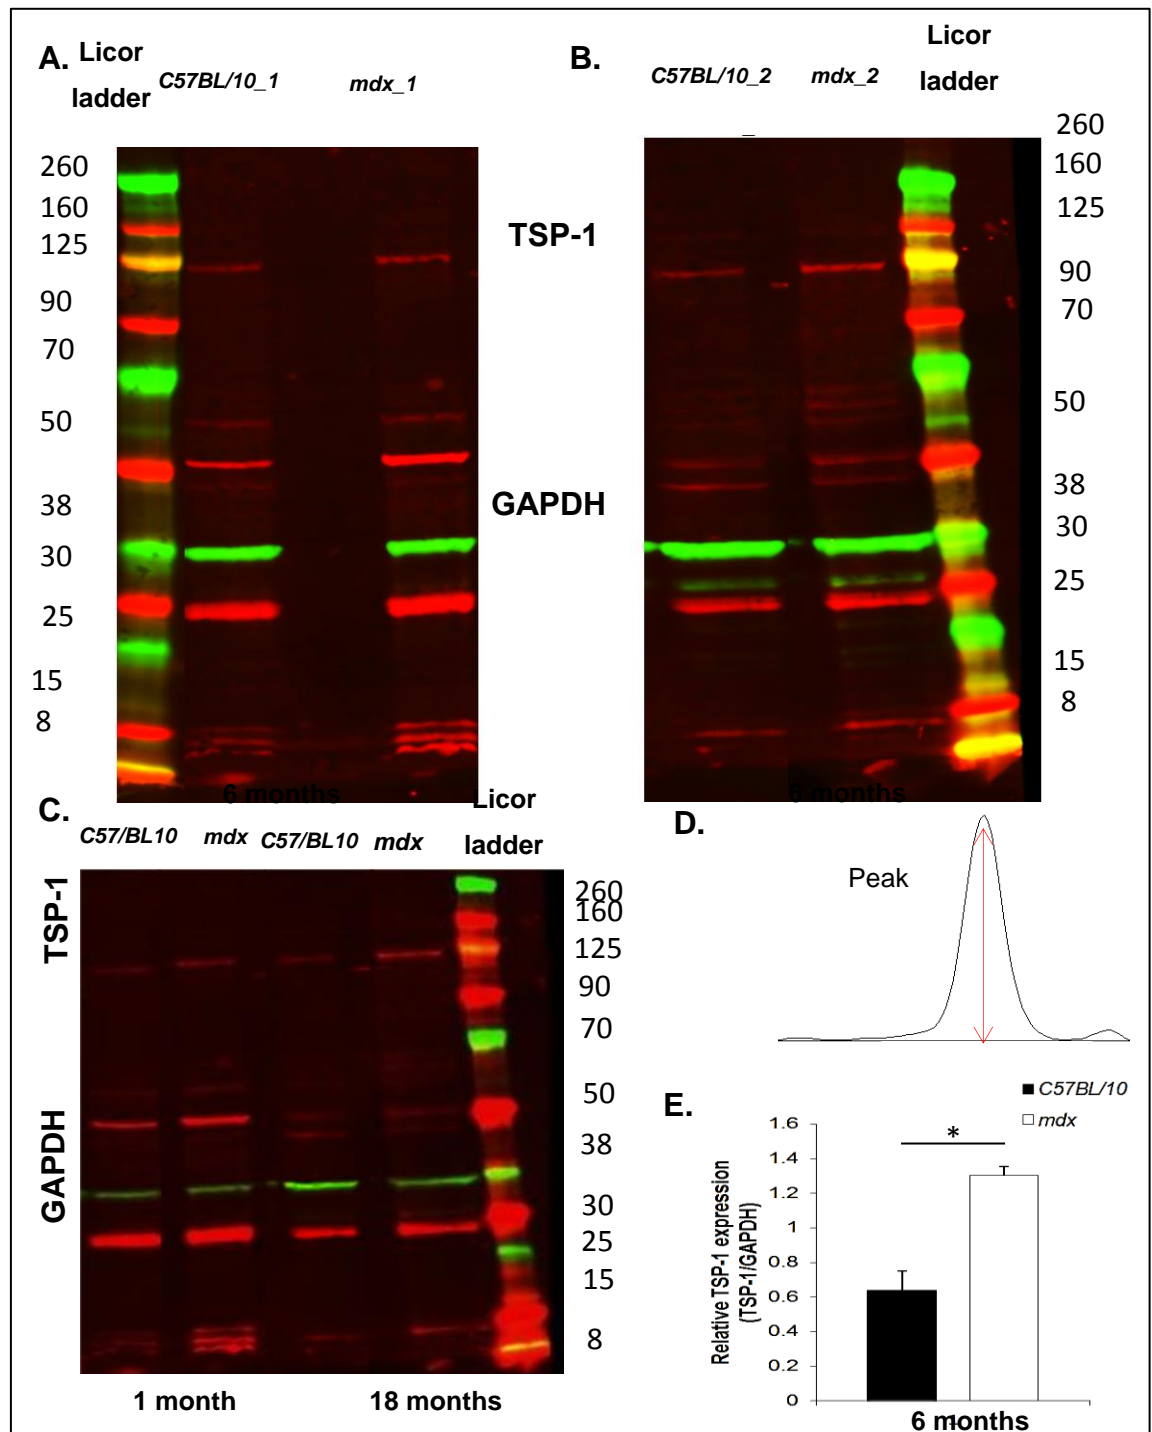 A.
Licor
ladder
C57BL/10_1
mdx_1
260
160
125
90
70
50
38
30
25
15
8
6 months
TSP-1
GAPDH
B.
C57BL/10_2
mdx_2
Licor
ladder
260
160
125
90
70
50
38
30
25
15
8
6 months
C.
C57/BL10
mdx
C57/BL10
mdx
Licor
ladder
TSP-1
GAPDH
260
160
125
90
70
50
38
30
25
15
8
1 month
18 months
D.
Peak
E.
C57BL/10
mdx
*
Relative TSP-1 expression
(TSP-1/GAPDH)
1.6
1.4
1.2
1
0.8
0.6
0.4
0.2
0
6 months